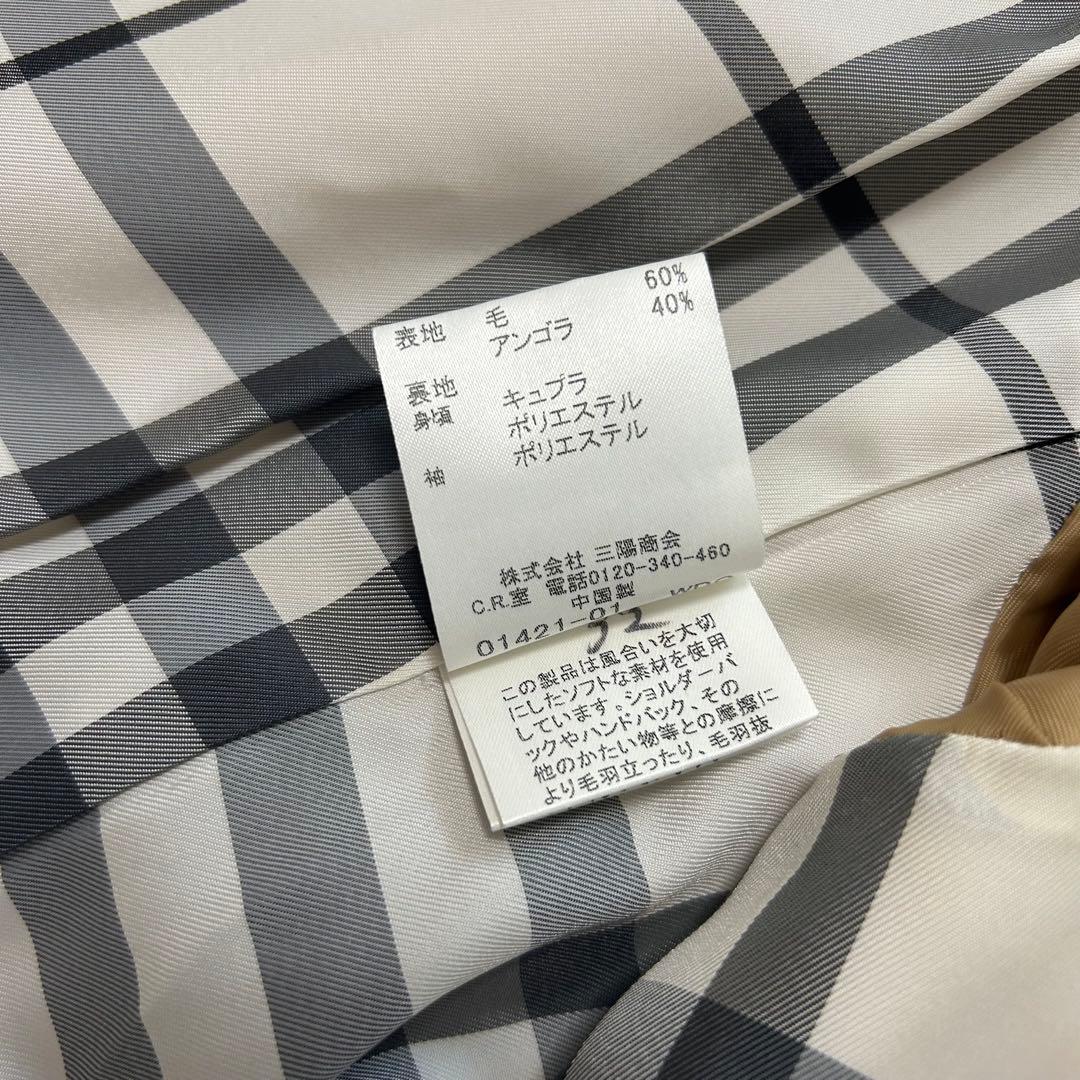 表地 毛 60%
アンゴラ 40%
裏地
身頃 キュプラ
ポリエステル
袖 ポリエステル
株式会社 三陽商会
C.R.室 電話0120-340-460
中国製
01421-01
32
この製品は風合いを大切
にしたソフトな素材を使用
しています。ショルダーバ
ックやハンドバック、その
他のかたい物等との摩擦に
より毛羽立ったり、毛羽抜